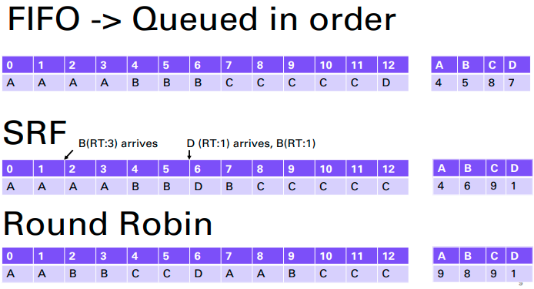 FIFO -> Queued in order
0 1 2 3 4 5 6 7 8 9 10 11 12 A B C D
A A A A B B B C C C C C D 4 5 8 7
SRF
B(RT:3) arrives D (RT:1) arrives, B(RT:1)
0 1 2 3 4 5 6 7 8 9 10 11 12 A B C D
A A A A B B D B C C C C C 4 6 9 1
Round Robin
0 1 2 3 4 5 6 7 8 9 10 11 12 A B C D
A A B B C C D A A B C C C 9 8 9 1